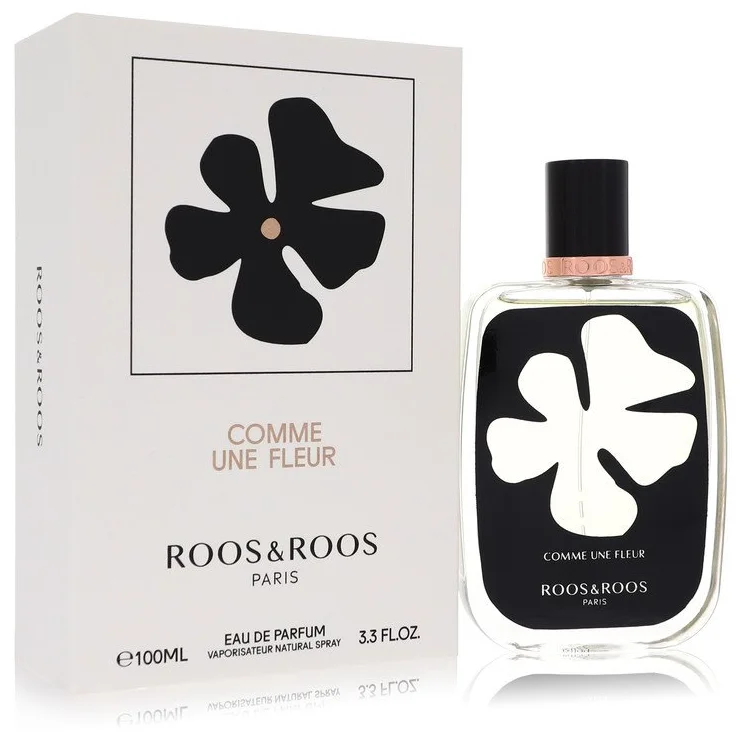 ROOS&ROOS
COMME
UNE FLEUR
ROOS&ROOS
PARIS
℮100ML
EAU DE PARFUM
VAPORISATEUR NATURAL SPRAY
3.3 FL.OZ.
ROOS&
COMME UNE FLEUR
ROOS&ROOS
PARIS